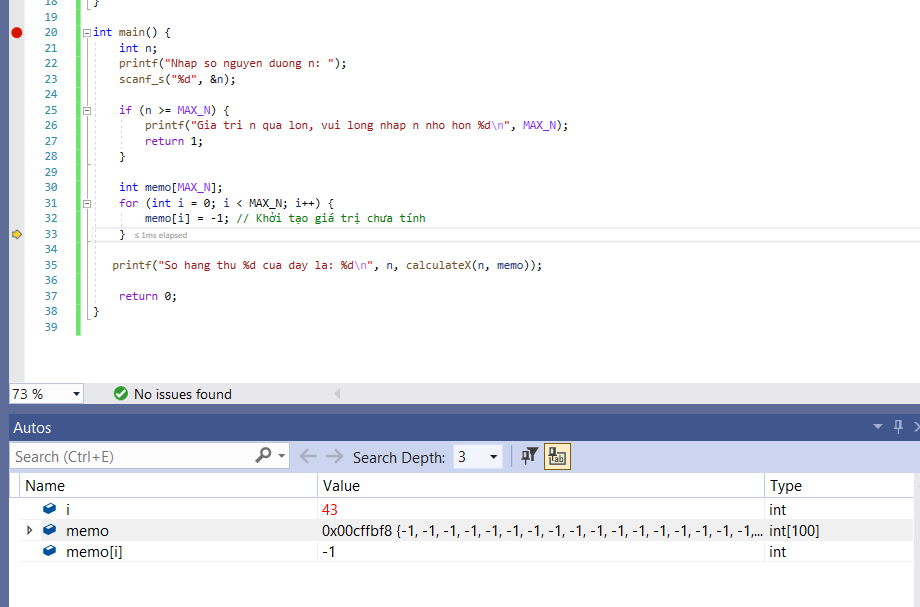 18 }
19
20 int main() {
21 int n;
22 printf("Nhap so nguyen duong n: ");
23 scanf_s("%d", &n);
24
25 if (n >= MAX_N) {
26 printf("Gia tri n qua lon, vui long nhap n nho hon %d\n", MAX_N);
27 return 1;
28 }
29
30 int memo[MAX_N];
31 for (int i = 0; i < MAX_N; i++) {
32 memo[i] = -1; // Khởi tạo giá trị chưa tính
33 } ≤ 1ms elapsed
34
35 printf("So hang thu %d cua day la: %d\n", n, calculateX(n, memo));
36
37 return 0;
38 }
39
73 % No issues found
Autos
Search (Ctrl+E) Search Depth: 3
Name Value Type
i 43 int
memo 0x00cffbf8 {-1, -1, -1, -1, -1, -1, -1, -1, -1, -1, -1, -1, -1, -1, -1, -1, -1,... int[100]
memo[i] -1 int